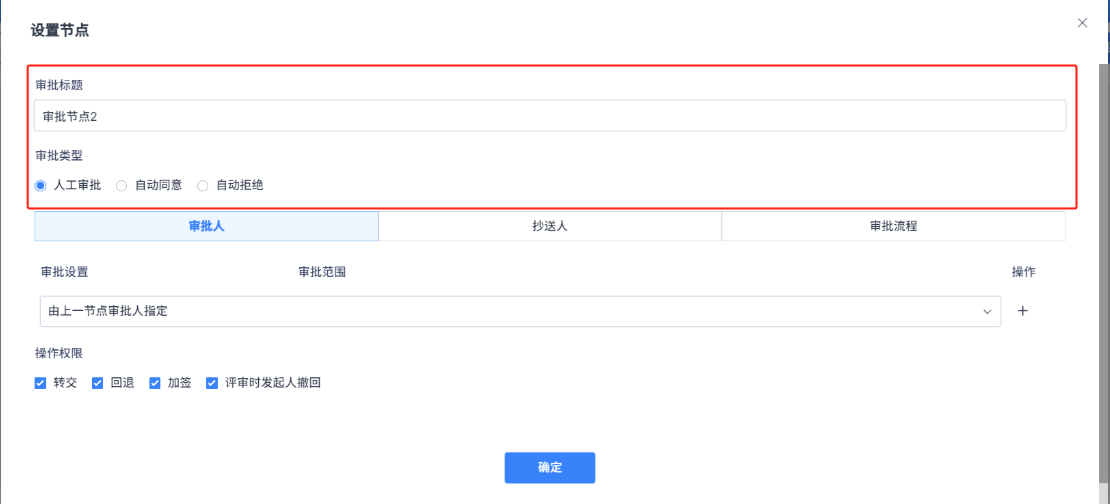 设置节点
审批标题
审批节点2
审批类型
人工审批 自动同意 自动拒绝
审批人 抄送人 审批流程
审批设置 审批范围 操作
由上一节点审批人指定
操作权限
转交 回退 加签 评审时发起人撤回
确定